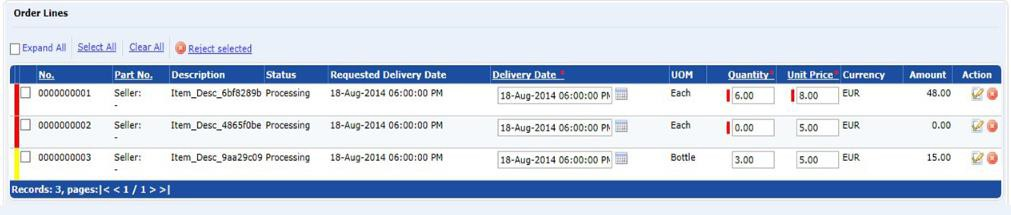 Order Lines
Expand All Select All Clear All Reject selected
No. Part No. Description Status Requested Delivery Date Delivery Date * UOM Quantity* Unit Price* Currency Amount Action
0000000001 Seller: Item_Desc_6bf8289b Processing 18-Aug-2014 06:00:00 PM 18-Aug-2014 06:00:00 PM Each 6.00 8.00 EUR 48.00
-
0000000002 Seller: Item_Desc_4865f0be Processing 18-Aug-2014 06:00:00 PM 18-Aug-2014 06:00:00 PM Each 0.00 5.00 EUR 0.00
-
0000000003 Seller: Item_Desc_9aa29c09 Processing 18-Aug-2014 06:00:00 PM 18-Aug-2014 06:00:00 PM Bottle 3.00 5.00 EUR 15.00
-
Records: 3, pages:|< < 1 / 1 > >|